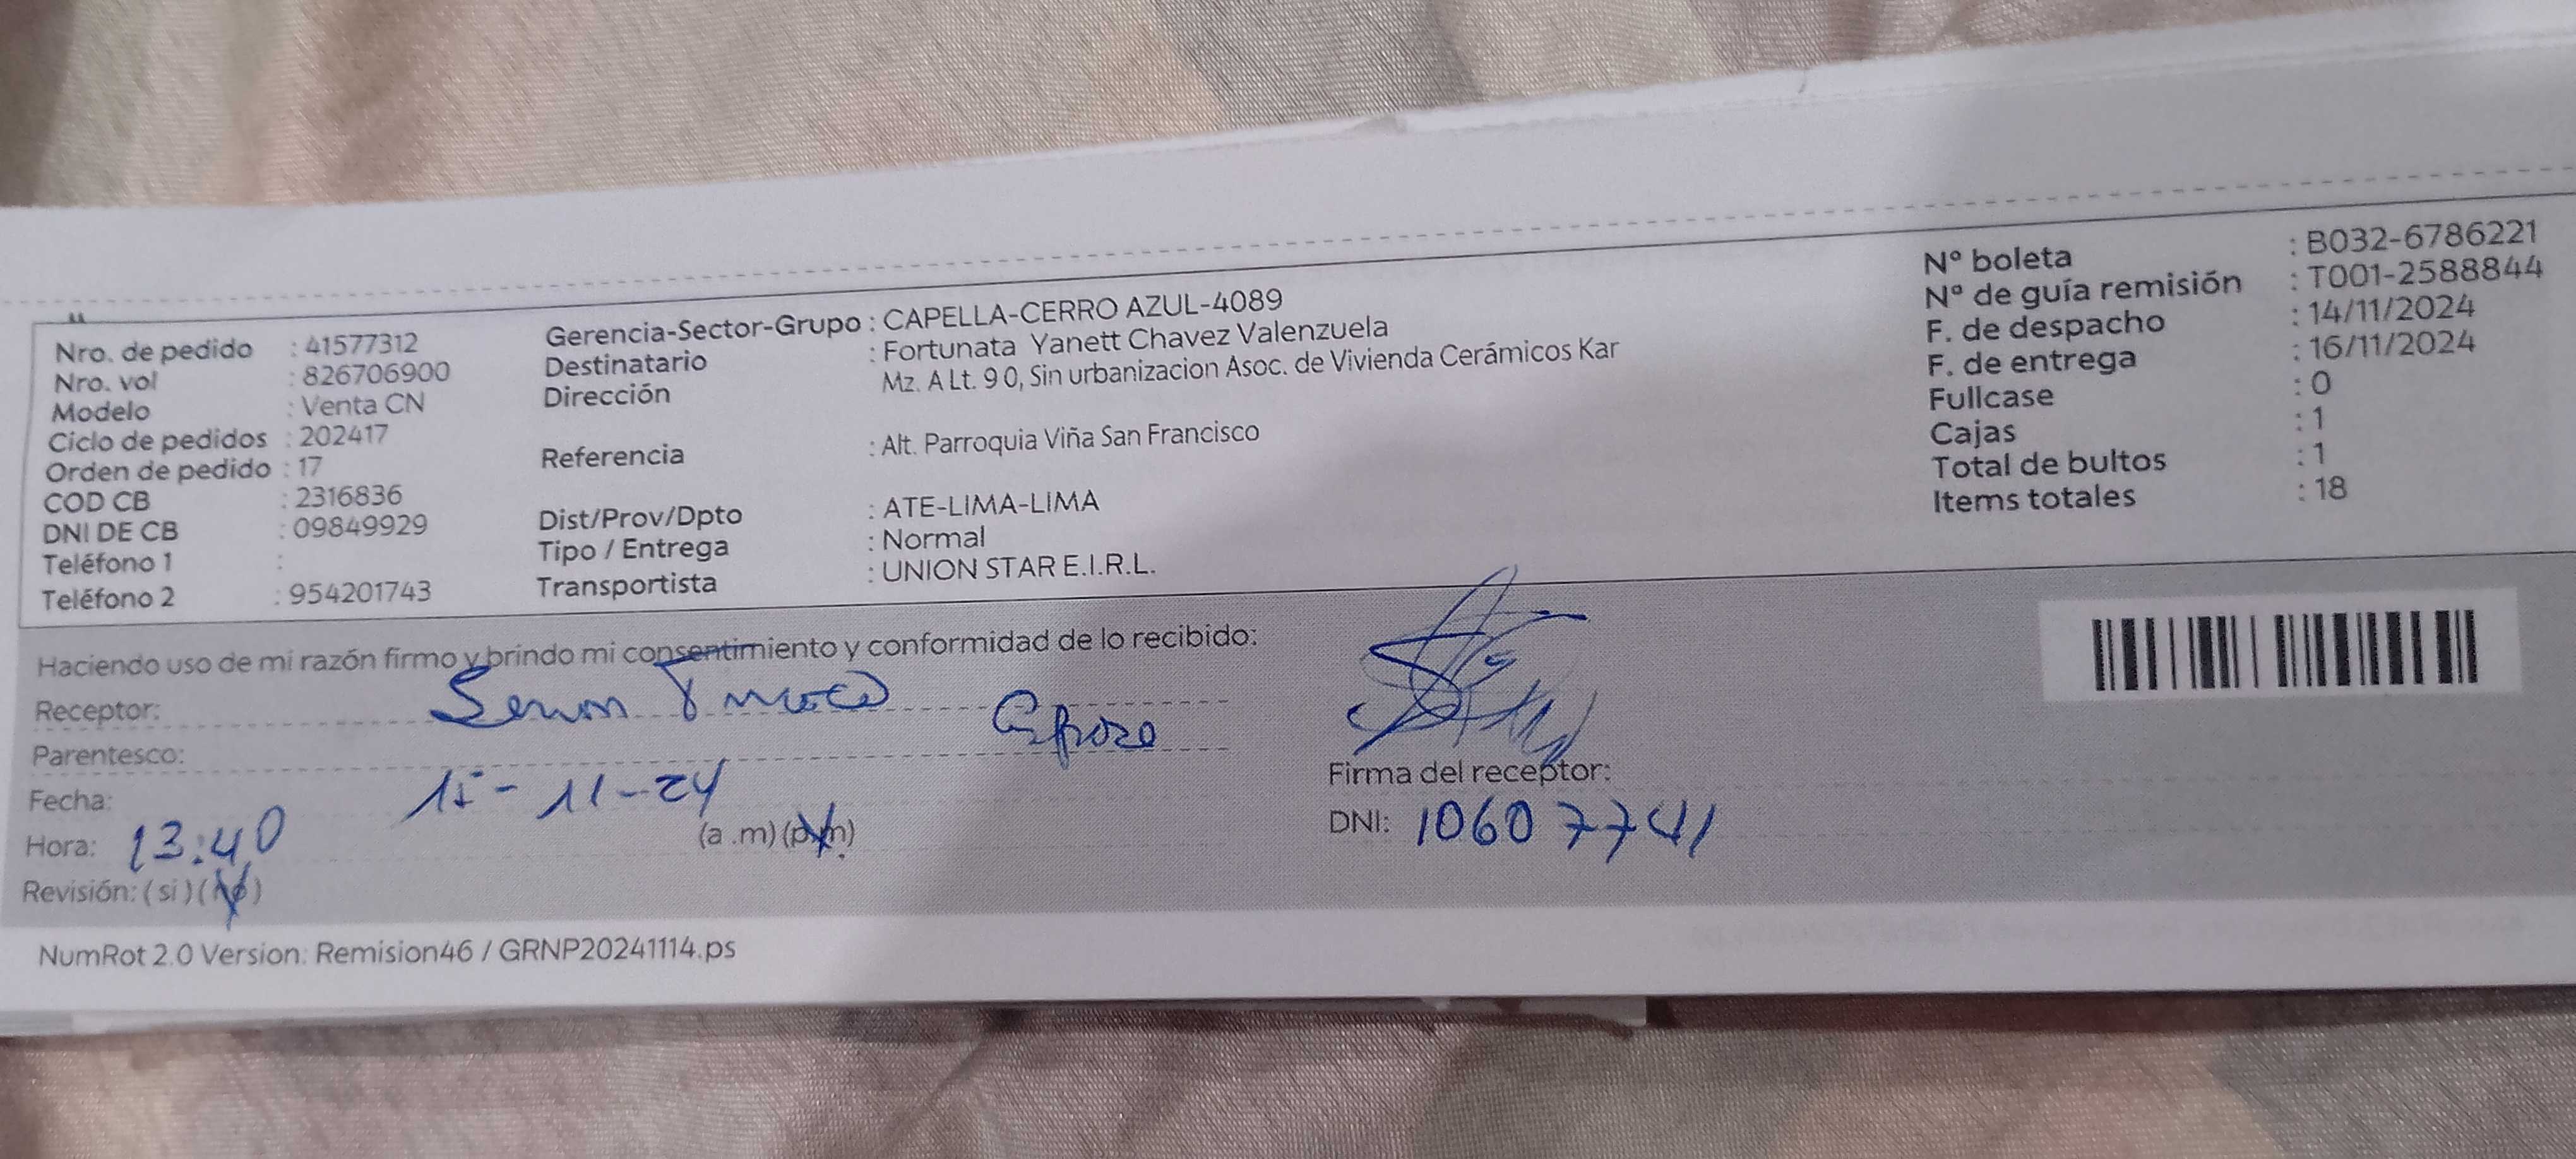 Nro. de pedido : 41577312
Nro. vol : 826706900
Modelo : Venta CN
Ciclo de pedidos : 202417
Orden de pedido : 17
COD CB : 2316836
DNI DE CB : 09849929
Teléfono 1 :
Teléfono 2 : 954201743
Gerencia-Sector-Grupo : CAPELLA-CERRO AZUL-4089
Destinatario : Fortunata Yanett Chavez Valenzuela
Dirección Mz. A Lt. 9 0, Sin urbanizacion Asoc. de Vivienda Cerámicos Kar
Referencia : Alt. Parroquia Viña San Francisco
Dist/Prov/Dpto : ATE-LIMA-LIMA
Tipo / Entrega : Normal
Transportista : UNION STAR E.I.R.L.
Nº boleta : B032-6786221
Nº de guía remisión : T001-2588844
F. de despacho : 14/11/2024
F. de entrega : 16/11/2024
Fullcase : 0
Cajas : 1
Total de bultos : 1
Items totales : 18
Haciendo uso de mi razón firmo y brindo mi consentimiento y conformidad de lo recibido:
Receptor:
Parentesco: Esposo
Fecha: 15-11-24
Hora: 13:40 (a .m) (p.m)
Revisión: ( si ) ( no )
Firma del receptor:
DNI: 10607741
NumRot 2.0 Version: Remision46 / GRNP20241114.ps